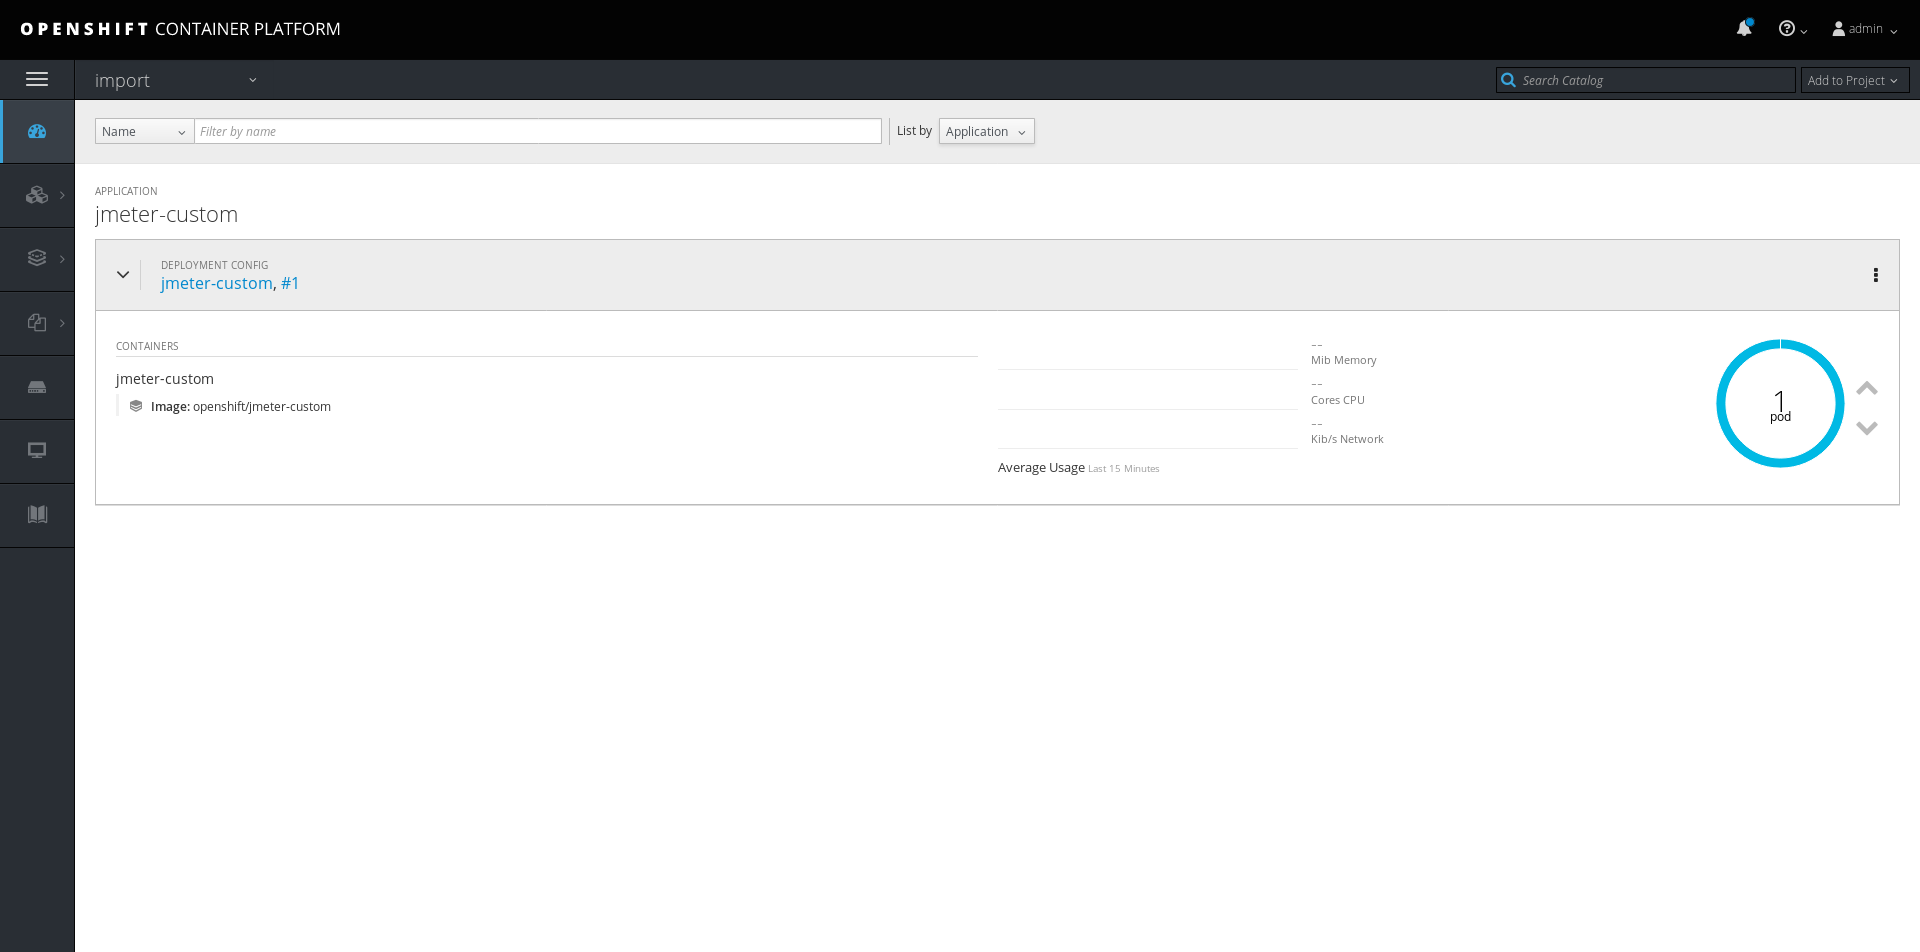 OPENSHIFT CONTAINER PLATFORM
admin
import
Search Catalog
Add to Project
Name
Filter by name
List by
Application
APPLICATION
jmeter-custom
DEPLOYMENT CONFIG
jmeter-custom, #1
CONTAINERS
jmeter-custom
Image: openshift/jmeter-custom
--
Mib Memory
--
Cores CPU
--
Kib/s Network
Average Usage Last 15 Minutes
1
pod